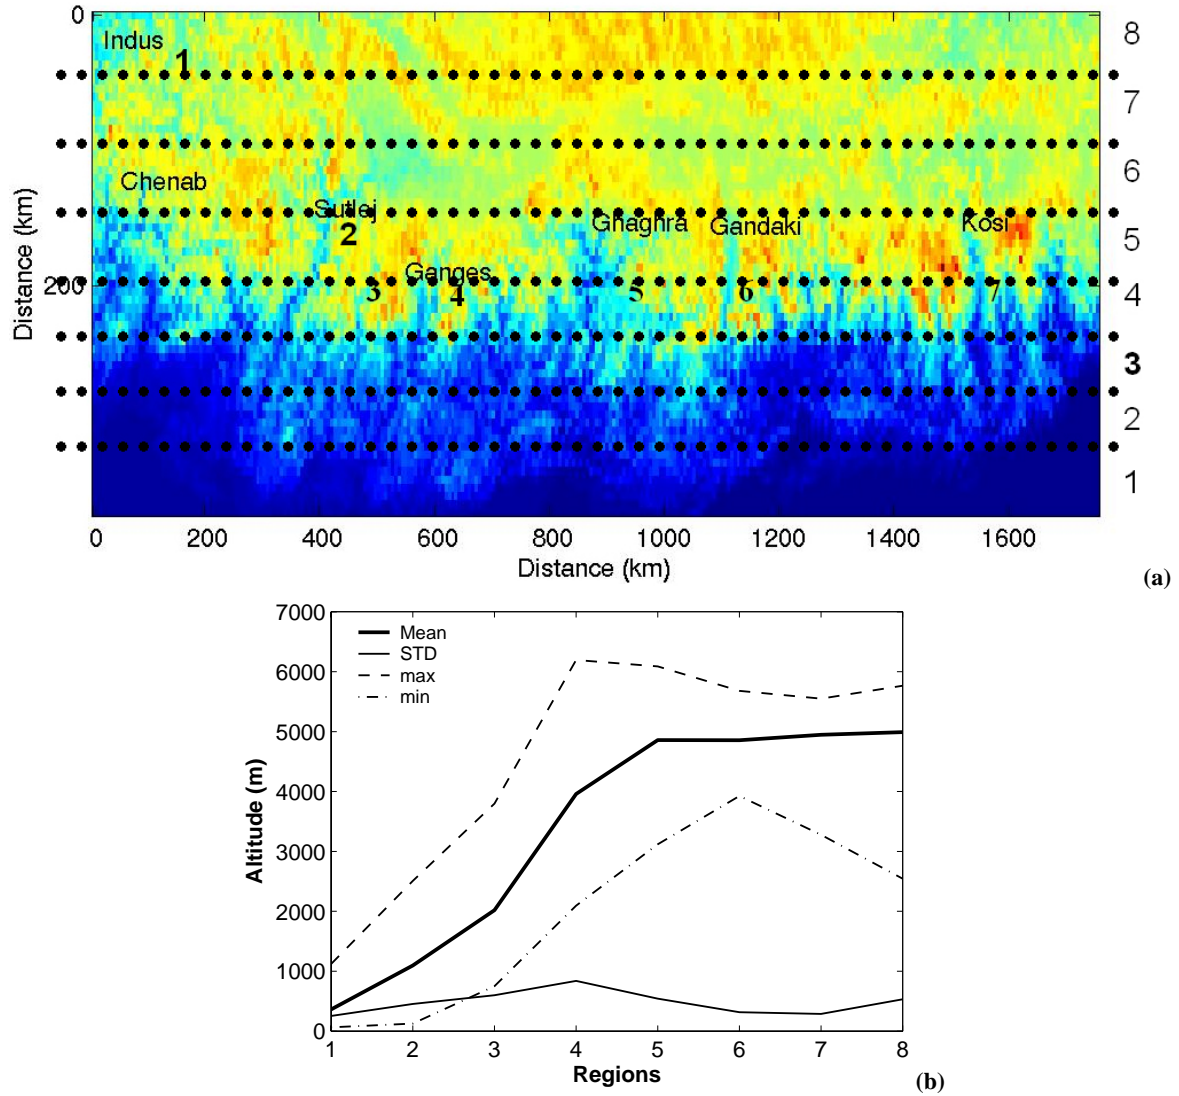 0
Indus
1
8
7
Chenab
6
Sutlej
2
Ghaghra
Gandaki
Kosi
5
Ganges
200
3
4
5
6
7
4
3
2
1
Distance (km)
0 200 400 600 800 1000 1200 1400 1600
Distance (km)
(a)
7000
6000
5000
4000
3000
2000
1000
0
Mean
STD
max
min
Altitude (m)
1 2 3 4 5 6 7 8
Regions
(b)